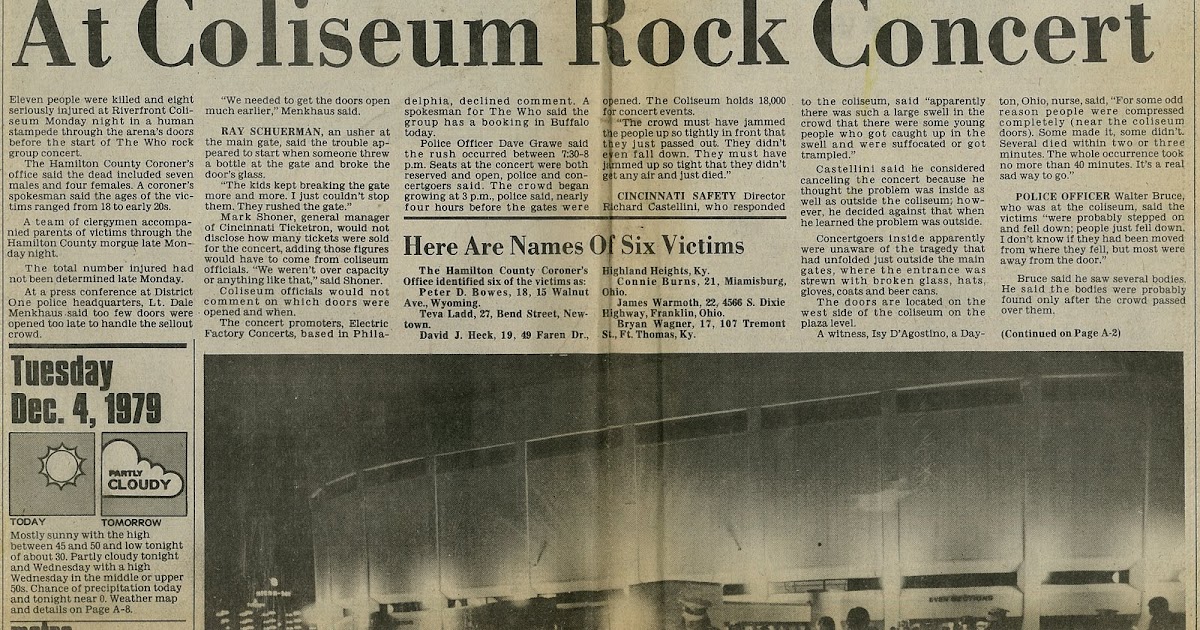 At Coliseum Rock Concert
Eleven people were killed and eight
seriously injured at Riverfront Coli-
seum Monday night in a human
stampede through the arena's doors
before the start of The Who rock
group concert.
The Hamilton County Coroner's
office said the dead included seven
males and four females. A coroner's
spokesman said the ages of the vic-
tims ranged from 18 to early 20s.
A team of clergymen accompa-
nied parents of victims through the
Hamilton County morgue late Mon-
day night.
The total number injured had
not been determined late Monday.
At a press conference at District
One police headquarters, Lt. Dale
Menkhaus said too few doors were
opened too late to handle the sellout
crowd.
"We needed to get the doors open
much earlier," Menkhaus said.
RAY SCHUERMAN, an usher at
the main gate, said the trouble ap-
peared to start when someone threw
a bottle at the gate and broke the
door's glass.
"The kids kept breaking the gate
more and more. I just couldn't stop
them. They rushed the gate."
Mark Shoner, general manager
of Cincinnati Ticketron, would not
disclose how many tickets were sold
for the concert, adding those figures
would have to come from coliseum
officials. "We weren't over capacity
or anything like that," said Shoner.
Coliseum officials would not
comment on which doors were
opened and when.
The concert promoters, Electric
Factory Concerts, based in Phila-
delphia, declined comment. A
spokesman for The Who said the
group has a booking in Buffalo
today.
Police Officer Dave Grawe said
the rush occurred between 7:30-8
p.m. Seats at the concert were both
reserved and open, police and con-
certgoers said. The crowd began
growing at 3 p.m., police said, nearly
four hours before the gates were
opened. The Coliseum holds 18,000
for concert events.
"The crowd must have jammed
the people up so tightly in front that
they just passed out. They didn't
even fall down. They must have
jammed up so tight that they didn't
get any air and just died."
CINCINNATI SAFETY Director
Richard Castellini, who responded
to the coliseum, said "apparently
there was such a large swell in the
crowd that there were some young
people who got caught up in the
swell and were suffocated or got
trampled."
Castellini said he considered
canceling the concert because he
thought the problem was inside as
well as outside the coliseum; how-
ever, he decided against that when
he learned the problem was outside.
Concertgoers inside apparently
were unaware of the tragedy that
had unfolded just outside the main
gates, where the entrance was
strewn with broken glass, hats,
gloves, coats and beer cans.
The doors are located on the
west side of the coliseum on the
plaza level.
A witness, Isy D'Agostino, a Day-
ton, Ohio, nurse, said, "For some odd
reason people were compressed
completely (near the coliseum
doors). Some made it, some didn't.
Several died within two or three
minutes. The whole occurrence took
no more than 40 minutes. It's a real
sad way to go."
POLICE OFFICER Walter Bruce,
who was at the coliseum, said the
victims "were probably stepped on
and fell down; people just fell down.
I don't know if they had been moved
from where they fell, but most were
away from the door."
Bruce said he saw several bodies.
He said the bodies were probably
found only after the crowd passed
over them.
(Continued on Page A-2)
Here Are Names Of Six Victims
The Hamilton County Coroner's
Office identified six of the victims as:
Peter D. Bowes, 18, 15 Walnut
Ave., Wyoming.
Teva Ladd, 27, Bend Street, New-
town.
David J. Heck, 19, 49 Faren Dr.,
Highland Heights, Ky.
Connie Burns, 21, Miamisburg,
Ohio.
James Warmoth, 22, 4566 S. Dixie
Highway, Franklin, Ohio.
Bryan Wagner, 17, 107 Tremont
St., Ft. Thomas, Ky.
Tuesday
Dec. 4, 1979
PARTLY
CLOUDY
TODAY
TOMORROW
Mostly sunny with the high
between 45 and 50 and low tonight
of about 30. Partly cloudy tonight
and Wednesday with a high
Wednesday in the middle or upper
50s. Chance of precipitation today
and tonight near 0. Weather map
and details on Page A-8.
metro